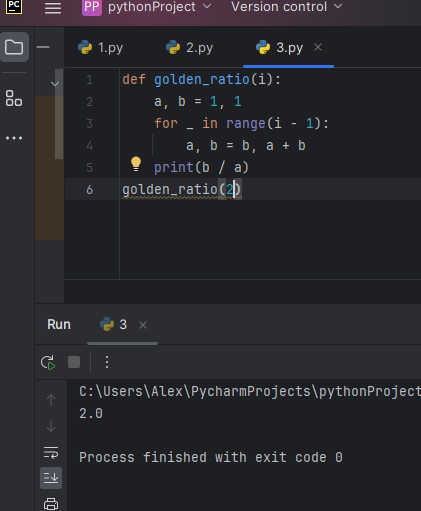 PC PP pythonProject Version control
1.py 2.py 3.py
1 def golden_ratio(i):
2 a, b = 1, 1
3 for _ in range(i - 1):
4 a, b = b, a + b
5 print(b / a)
6 golden_ratio(2)
Run 3
C:\Users\Alex\PycharmProjects\pythonProject
2.0
Process finished with exit code 0